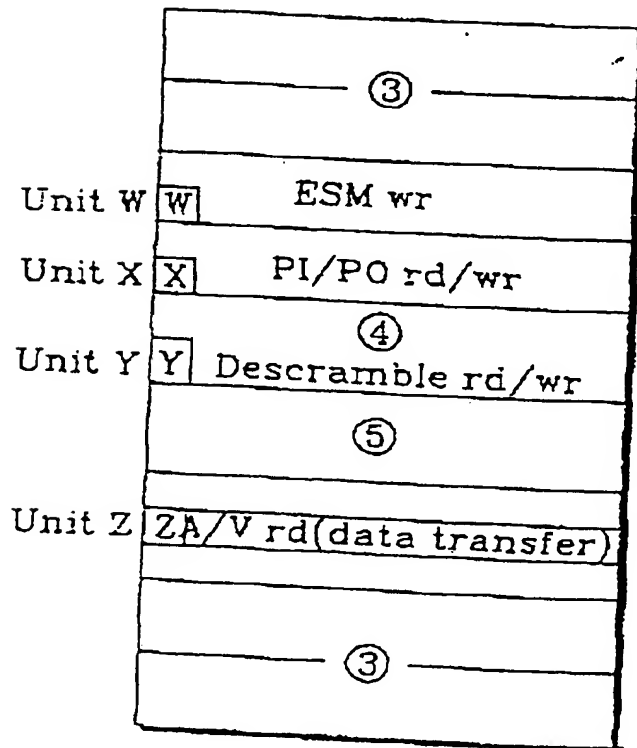 ③
Unit W W ESM wr
Unit X X PI/PO rd/wr
④
Unit Y Y Descramble rd/wr
⑤
Unit Z ZA/V rd(data transfer)
③